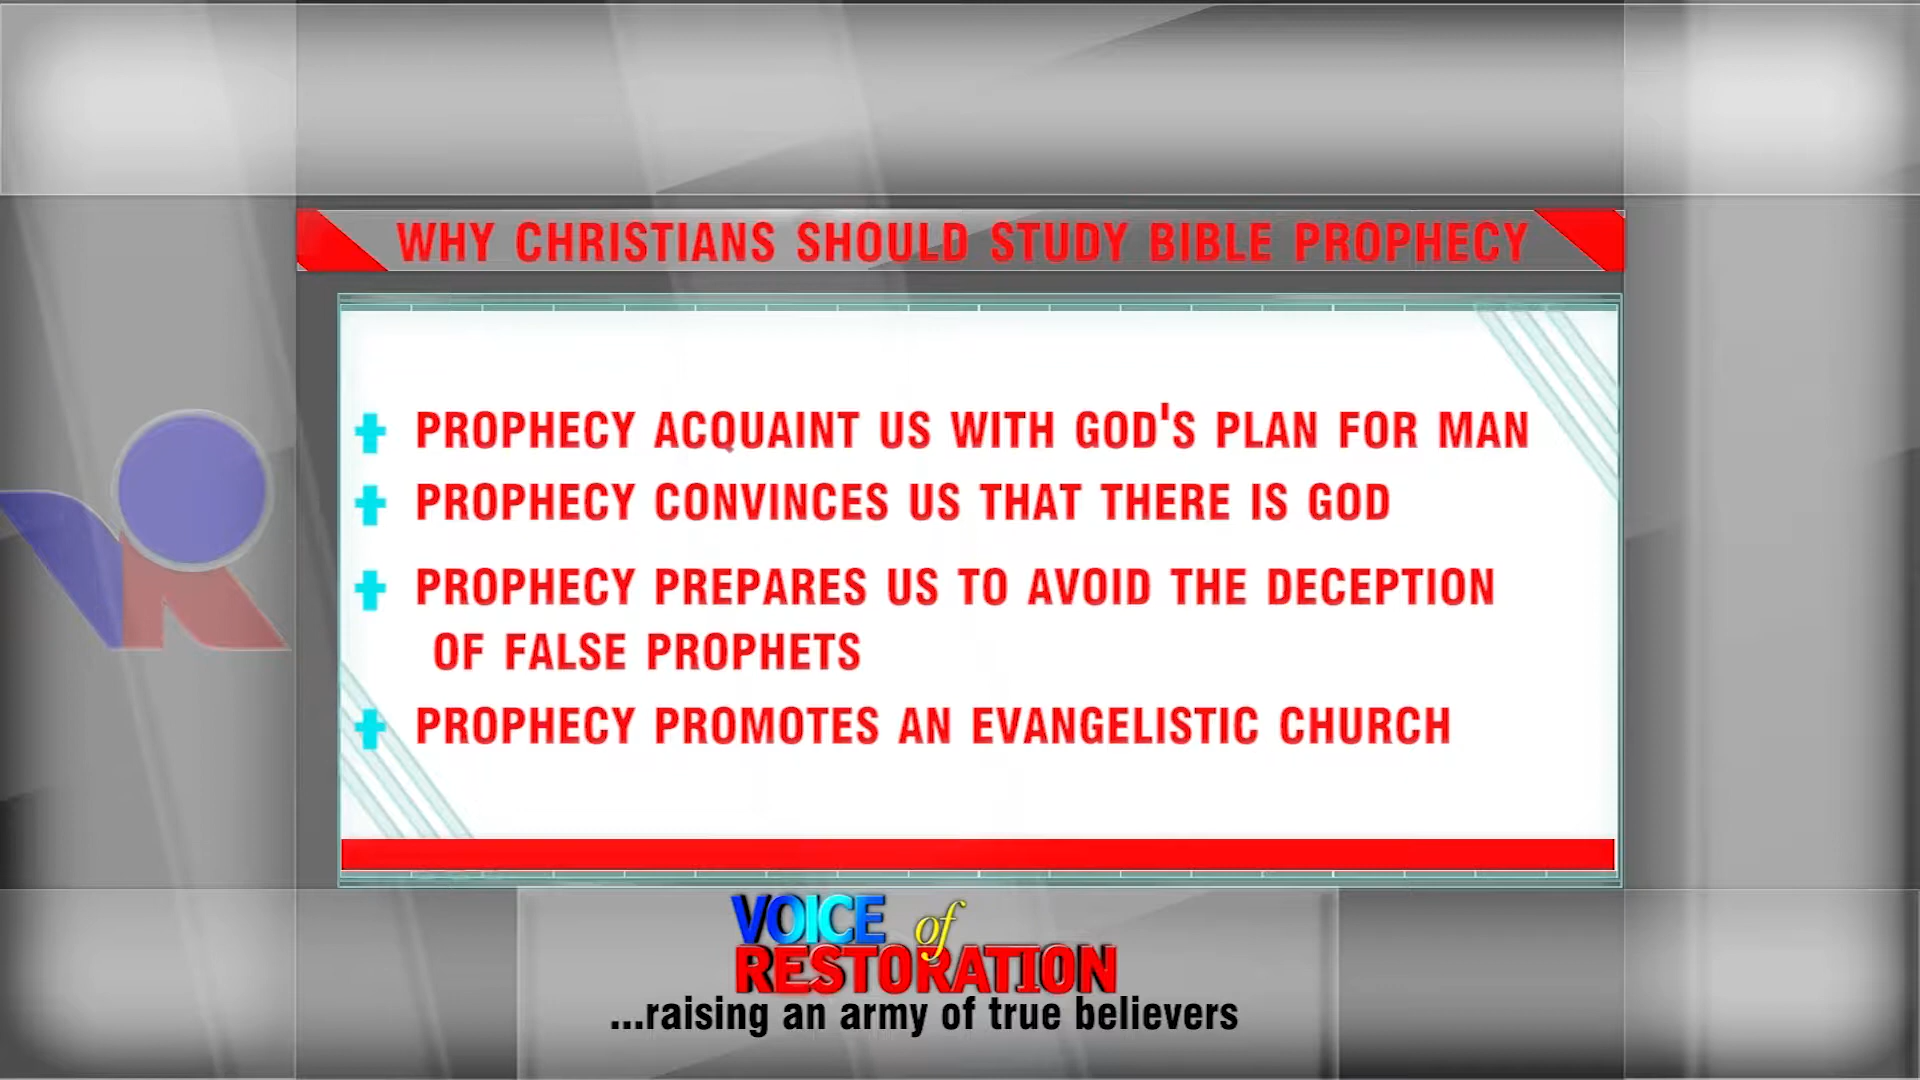 WHY CHRISTIANS SHOULD STUDY BIBLE PROPHECY
PROPHECY ACQUAINT US WITH GOD'S PLAN FOR MAN
PROPHECY CONVINCES US THAT THERE IS GOD
PROPHECY PREPARES US TO AVOID THE DECEPTION
OF FALSE PROPHETS
PROPHECY PROMOTES AN EVANGELISTIC CHURCH
VOICE of
RESTORATION
...raising an army of true believers